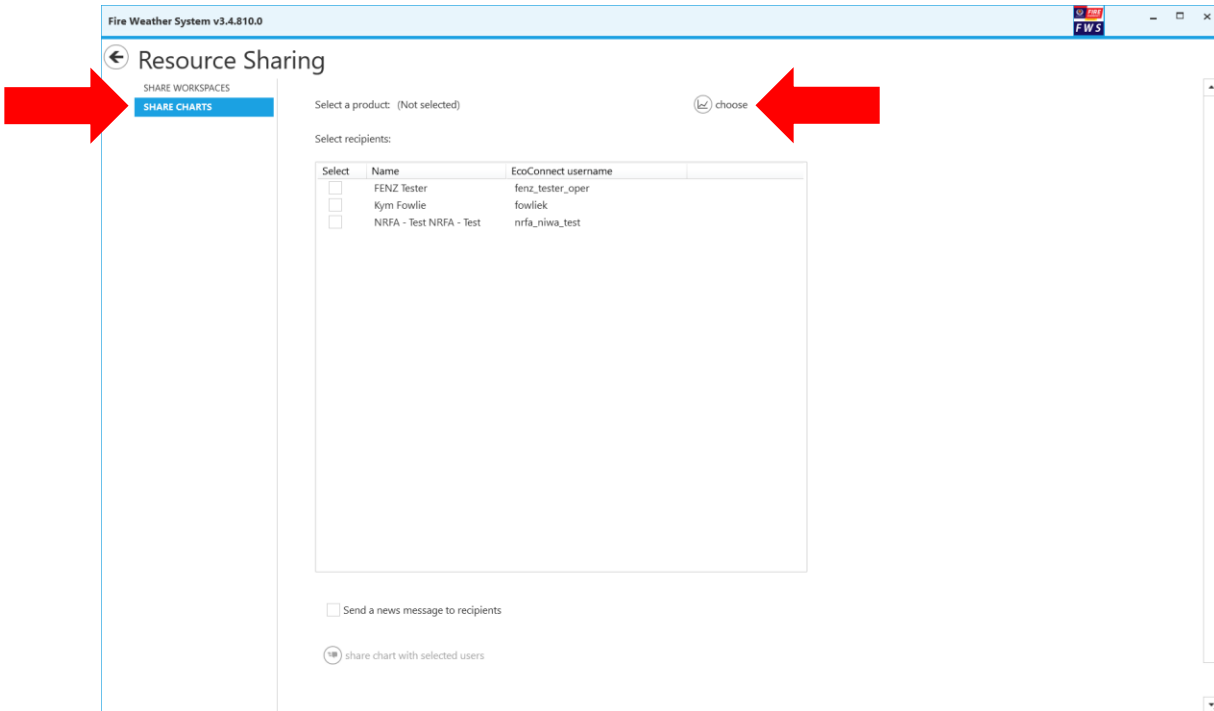 Fire Weather System v3.4.810.0
FIRE
FWS
Resource Sharing
SHARE WORKSPACES
SHARE CHARTS
Select a product: (Not selected)
choose
Select recipients:
Select Name EcoConnect username
FENZ Tester fenz_tester_oper
Kym Fowlie fowliek
NRFA - Test NRFA - Test nrfa_niwa_test
Send a news message to recipients
share chart with selected users